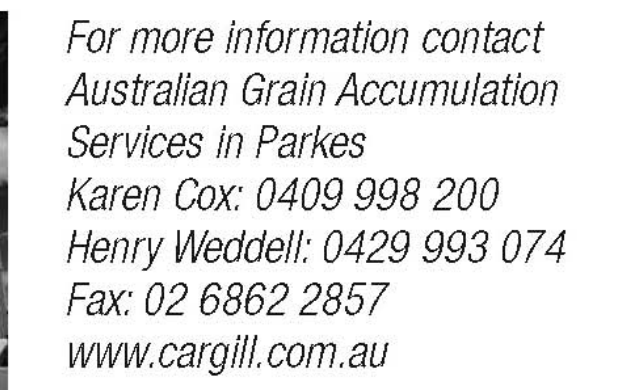 For more information contact
Australian Grain Accumulation
Services in Parkes
Karen Cox: 0409 998 200
Henry Weddell: 0429 993 074
Fax: 02 6862 2857
www.cargill.com.au